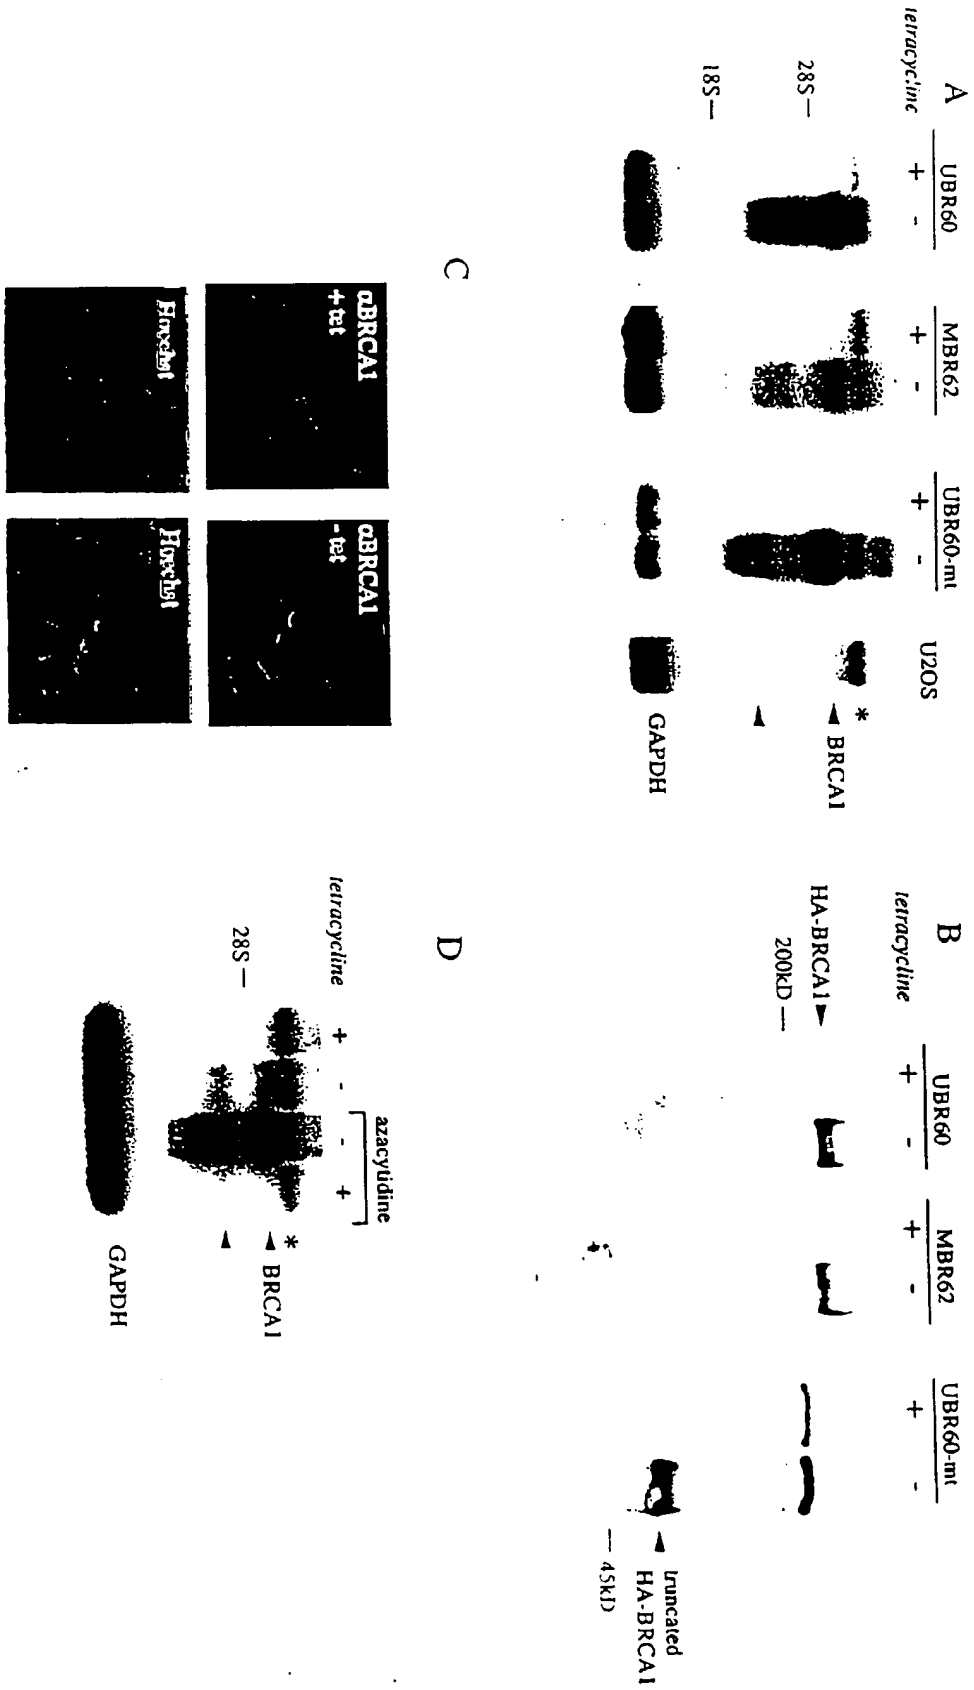 A
UBR60 MBR62 UBR60-mt U2OS
tetracycline + - + - + -
*
28S— BRCA1
18S—
GAPDH
B
UBR60 MBR62 UBR60-mt
tetracycline + - + - + -
HA-BRCA1
200kD —
truncated
HA-BRCA1
— 45kD
C
αBRCA1 αBRCA1
+ tet - tet
Hoechst Hoechst
D
azacytidine
tetracycline + - - +
*
BRCA1
28S —
GAPDH